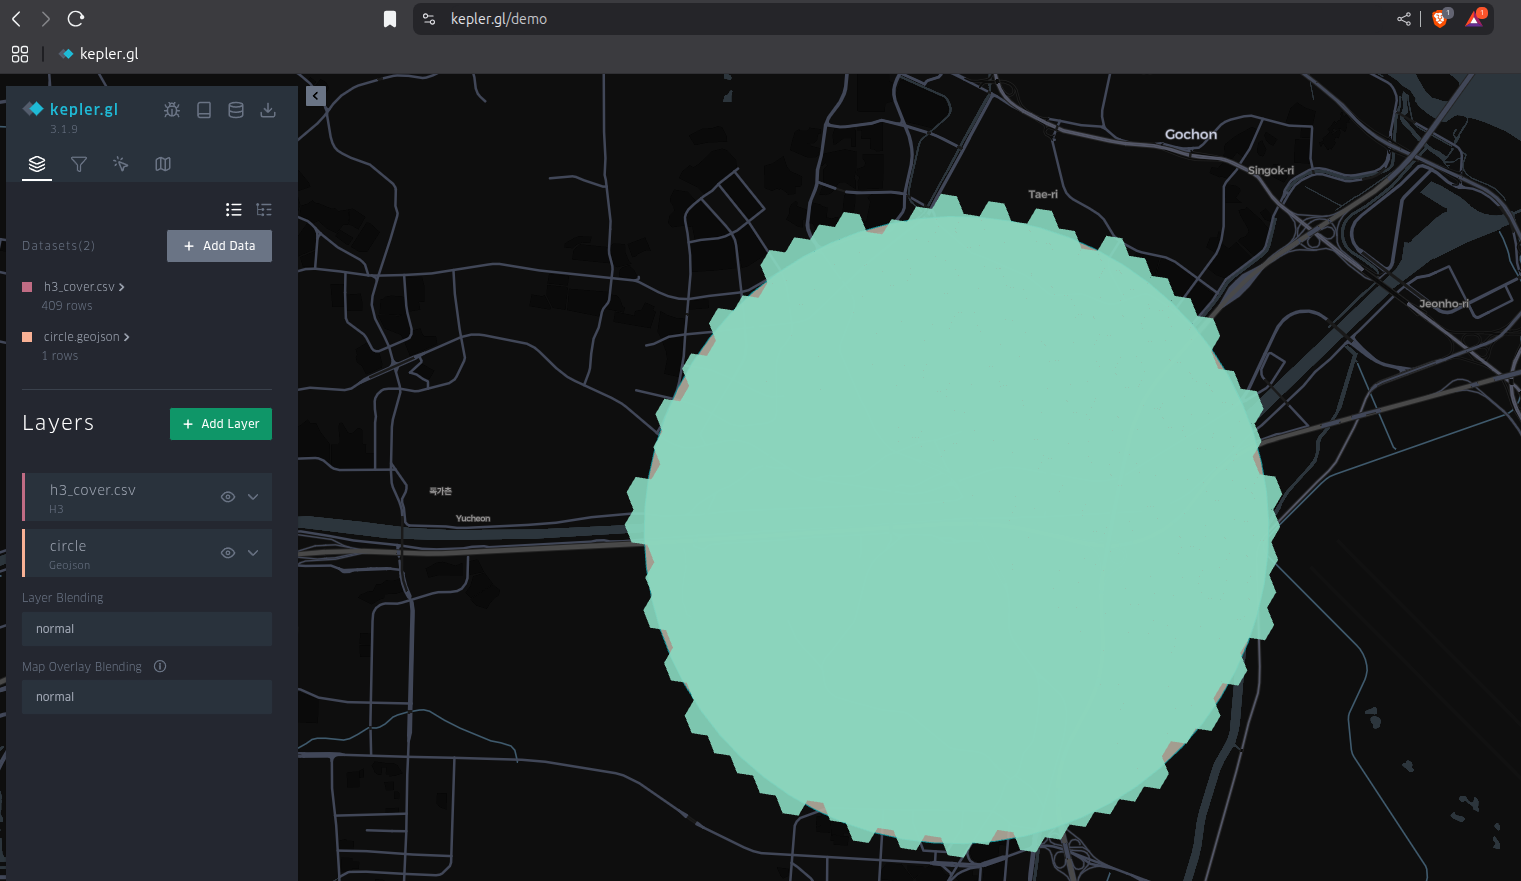 kepler.gl/demo
1
1
kepler.gl
kepler.gl
3.1.9
Datasets(2)
+ Add Data
h3_cover.csv
409 rows
circle.geojson
1 rows
Layers
+ Add Layer
h3_cover.csv
H3
circle
Geojson
Layer Blending
normal
Map Overlay Blending
normal
Gochon
Singok-ri
Tae-ri
Jeonho-ri
독가촌
Yucheon